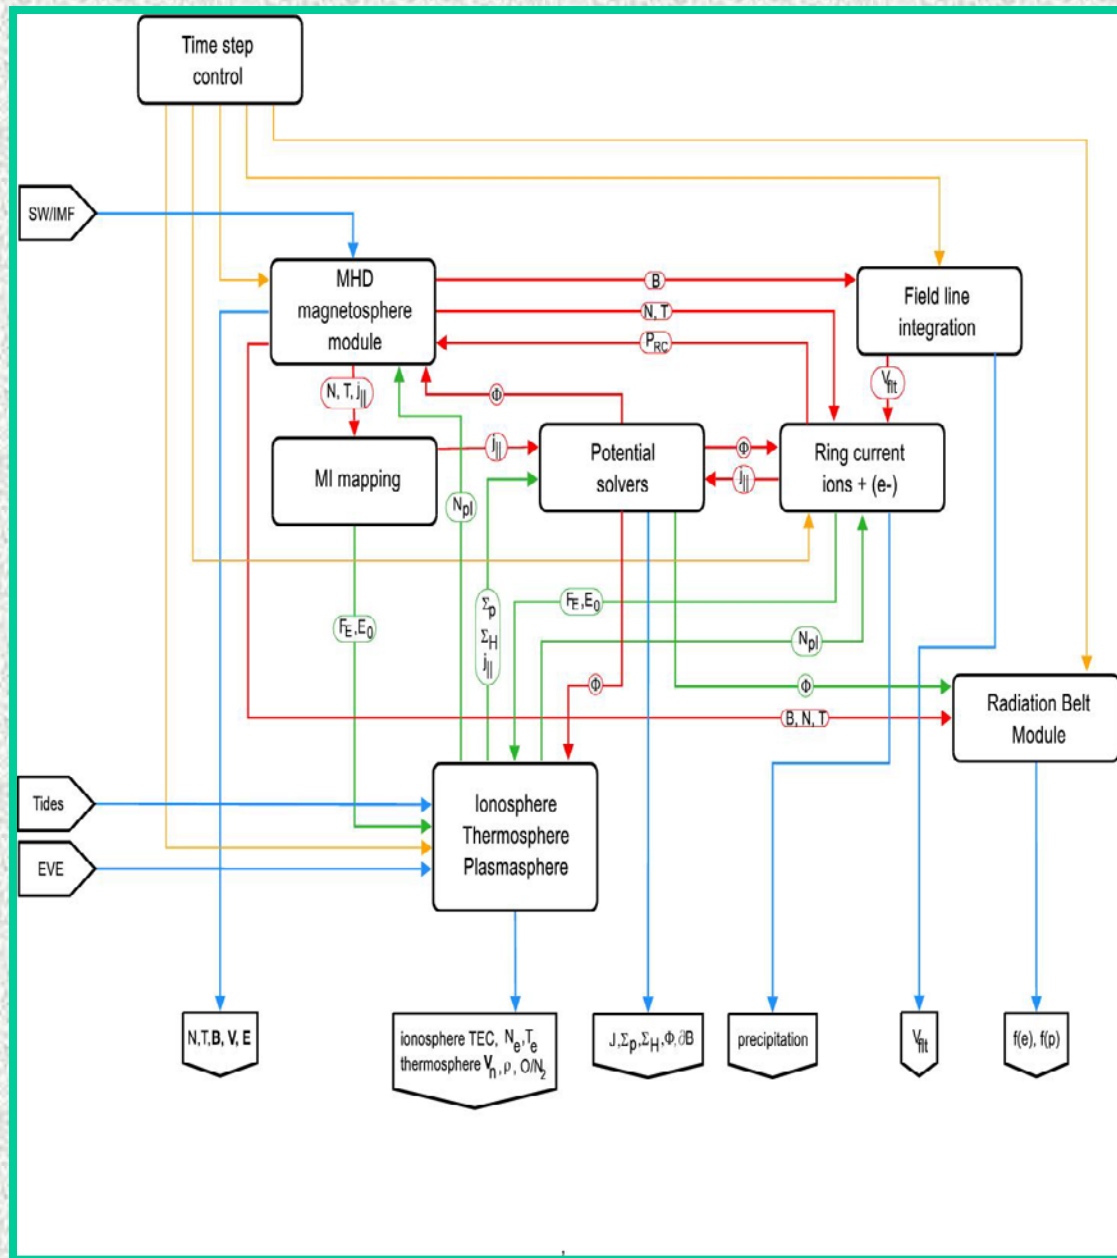 Time step
control
SW/IMF
MHD
magnetosphere
module
B
N, T
P_RC
Field line
integration
N, T, j_||
Φ
V_flt
MI mapping
j_||
Potential
solvers
Φ
j_||
Ring current
ions + (e-)
N_pl
F_E, E_0
Σ_p
Σ_H
j_||
F_E, E_0
N_pl
Φ
Φ
B, N, T
Radiation Belt
Module
Tides
EVE
Ionosphere
Thermosphere
Plasmasphere
N,T,B, V, E
ionosphere TEC, N_e,T_e
thermosphere V_n, ρ, O/N_2
J,Σ_p,Σ_H,Φ,∂B
precipitation
V_flt
f(e), f(p)
,